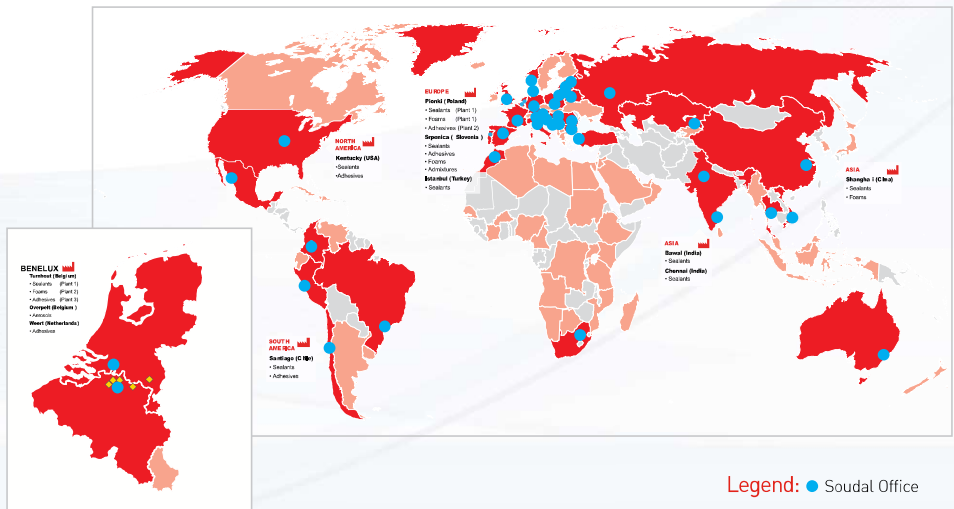 EUROPE
Pionki (Poland)
• Sealants (Plant 1)
• Foams (Plant 1)
• Adhesives (Plant 2)
Srpenica ( Slovenia )
• Sealants
• Adhesives
• Foams
• Admixtures
Istanbul (Turkey)
• Sealants
NORTH
AMERICA
Kentucky (USA)
•Sealants
•Adhesives
ASIA
Shangha i (China)
• Sealants
• Foams
ASIA
Bawal (India)
• Sealants
Chennai (India)
• Sealants
BENELUX
Turnhout (Belgium)
• Sealants (Plant 1)
• Foams (Plant 2)
• Adhesives (Plant 3)
Overpelt (Belgium )
• Aerosols
Weert (Netherlands)
• Adhesives
SOUTH
AMERICA
Santiago (Chile)
• Sealants
• Adhesives
Legend: Soudal Office